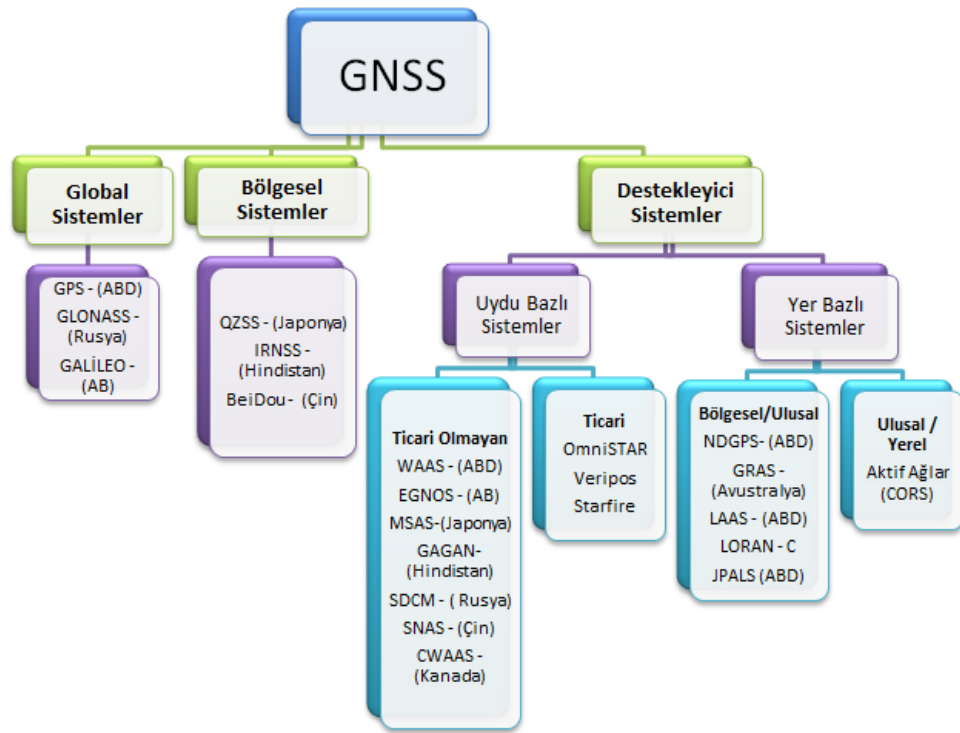 GNSS
Global
Sistemler
Bölgesel
Sistemler
Destekleyici
Sistemler
GPS - (ABD)
GLONASS -
(Rusya)
GALİLEO -
(AB)
QZSS - (Japonya)
IRNSS -
(Hindistan)
BeiDou- (Çin)
Uydu Bazlı
Sistemler
Yer Bazlı
Sistemler
Ticari Olmayan
WAAS - (ABD)
EGNOS - (AB)
MSAS-(Japonya)
GAGAN-
(Hindistan)
SDCM - ( Rusya)
SNAS - (Çin)
CWAAS -
(Kanada)
Ticari
OmniSTAR
Veripos
Starfire
Bölgesel/Ulusal
NDGPS- (ABD)
GRAS -
(Avustralya)
LAAS - (ABD)
LORAN - C
JPALS (ABD)
Ulusal /
Yerel
Aktif Ağlar
(CORS)